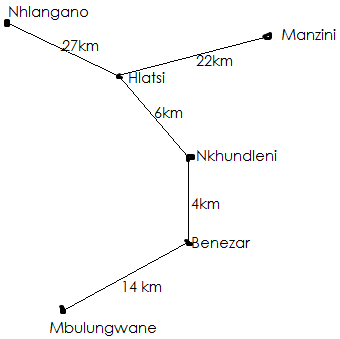 Nhlangano
Manzini
27km
22km
Hlatsi
6km
Nkhundleni
4km
Benezar
14 km
Mbulungwane